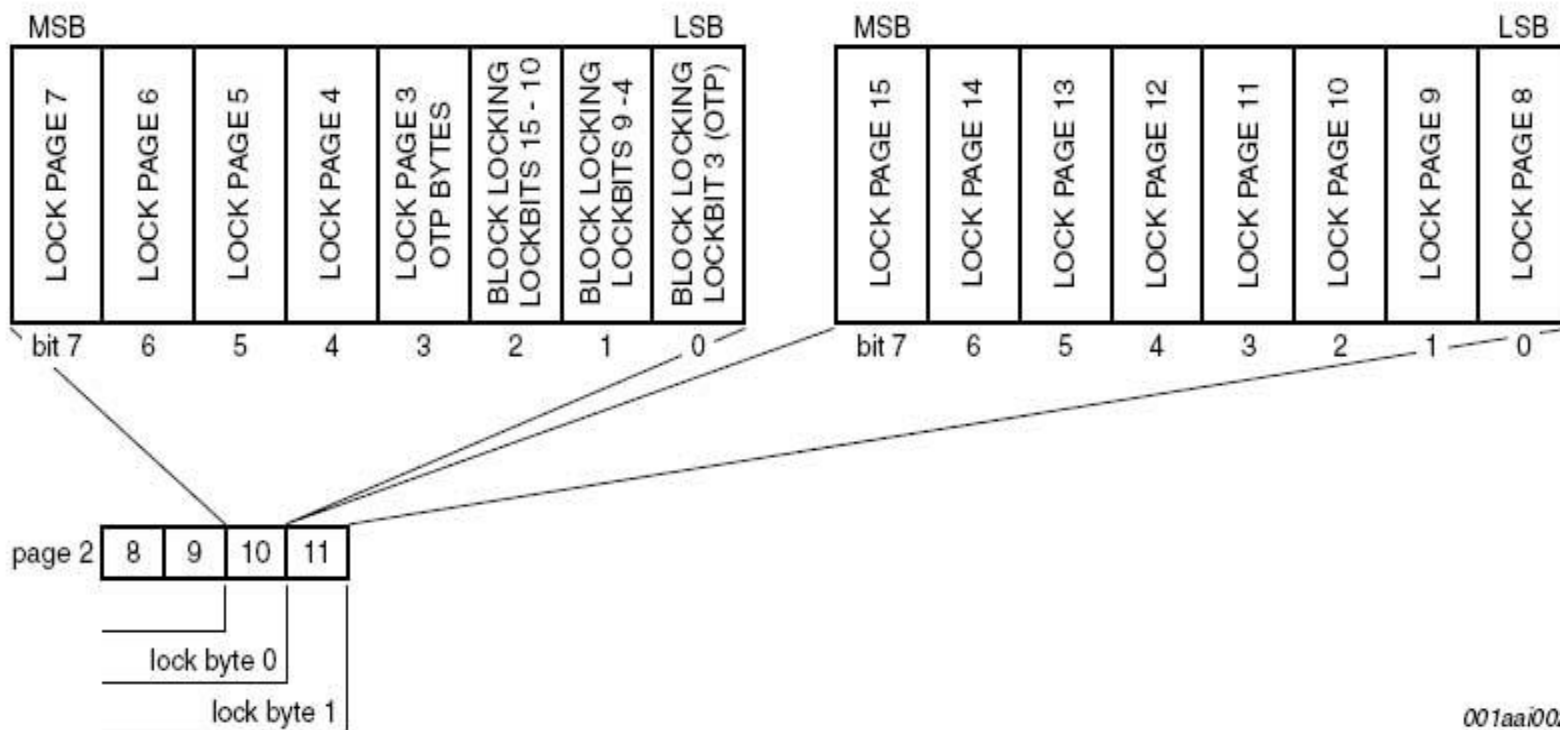 MSB
LSB
MSB
LSB
LOCK PAGE 7
LOCK PAGE 6
LOCK PAGE 5
LOCK PAGE 4
LOCK PAGE 3
OTP BYTES
BLOCK LOCKING
LOCKBITS 15 - 10
BLOCK LOCKING
LOCKBITS 9 -4
BLOCK LOCKING
LOCKBIT 3 (OTP)
LOCK PAGE 15
LOCK PAGE 14
LOCK PAGE 13
LOCK PAGE 12
LOCK PAGE 11
LOCK PAGE 10
LOCK PAGE 9
LOCK PAGE 8
bit 7 6 5 4 3 2 1 0
bit 7 6 5 4 3 2 1 0
page 2 8 9 10 11
lock byte 0
lock byte 1
001aai002